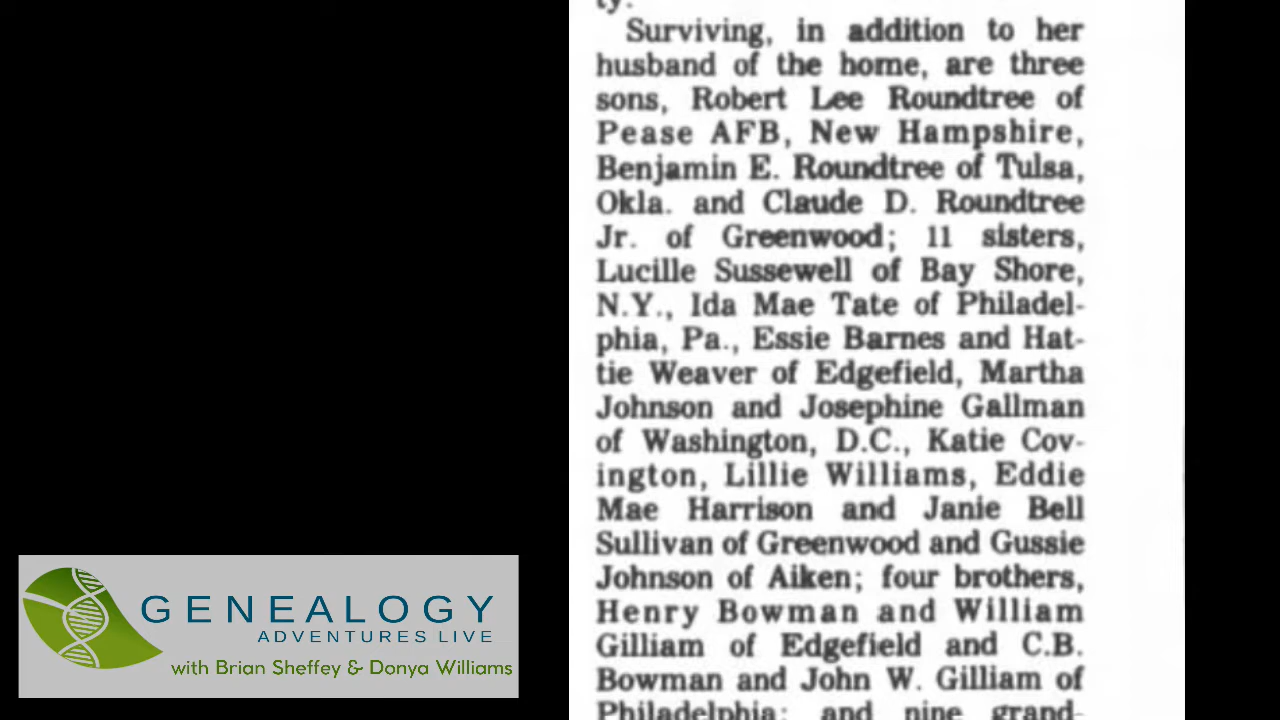 ty.
Surviving, in addition to her
husband of the home, are three
sons, Robert Lee Roundtree of
Pease AFB, New Hampshire,
Benjamin E. Roundtree of Tulsa,
Okla. and Claude D. Roundtree
Jr. of Greenwood; 11 sisters,
Lucille Sussewell of Bay Shore,
N.Y., Ida Mae Tate of Philadel-
phia, Pa., Essie Barnes and Hat-
tie Weaver of Edgefield, Martha
Johnson and Josephine Gallman
of Washington, D.C., Katie Cov-
ington, Lillie Williams, Eddie
Mae Harrison and Janie Bell
Sullivan of Greenwood and Gussie
Johnson of Aiken; four brothers,
Henry Bowman and William
Gilliam of Edgefield and C.B.
Bowman and John W. Gilliam of
Philadelphia; and nine grand-
GENEALOGY
ADVENTURES LIVE
with Brian Sheffey & Donya Williams